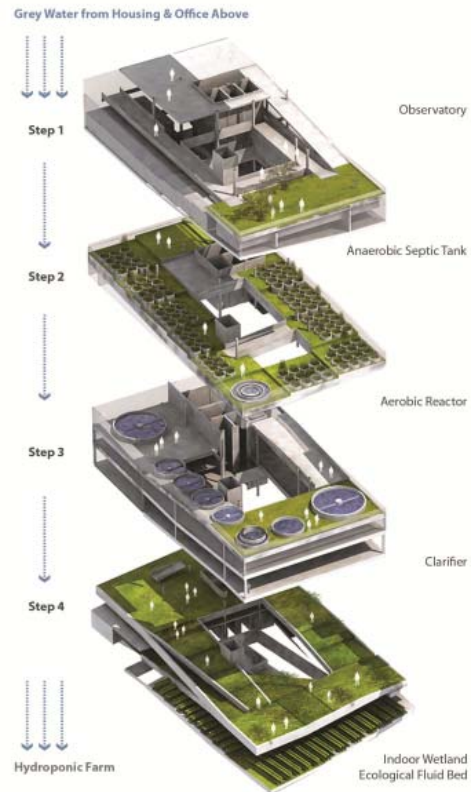 Grey Water from Housing & Office Above
Observatory
Step 1
Anaerobic Septic Tank
Step 2
Aerobic Reactor
Step 3
Clarifier
Step 4
Indoor Wetland
Ecological Fluid Bed
Hydroponic Farm